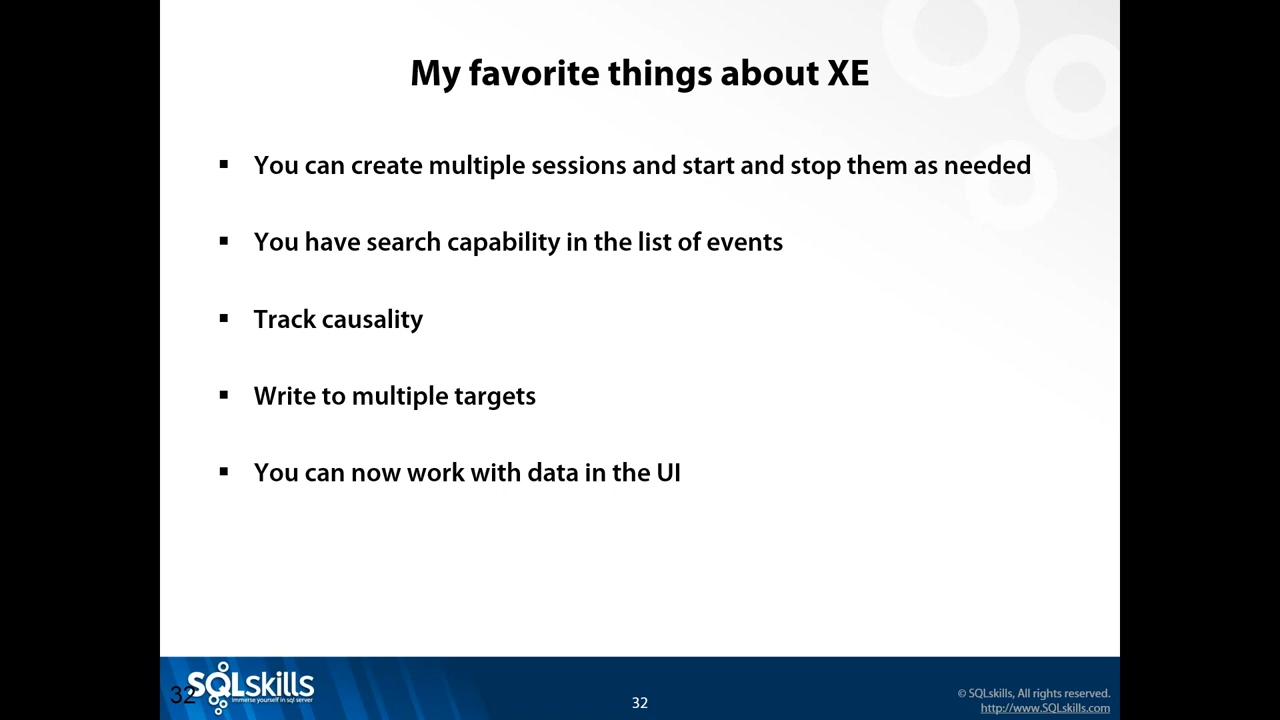 My favorite things about XE
▪ You can create multiple sessions and start and stop them as needed
▪ You have search capability in the list of events
▪ Track causality
▪ Write to multiple targets
▪ You can now work with data in the UI
32
SQLskills
immerse yourself in sql server
32
© SQLskills, All rights reserved.
http://www.SQLskills.com